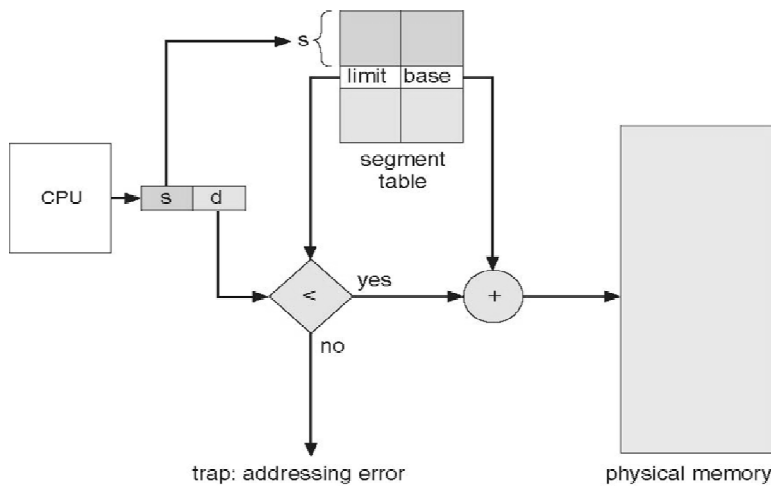 s
limit base
segment
table
CPU
s d
<
yes
+
no
trap: addressing error
physical memory